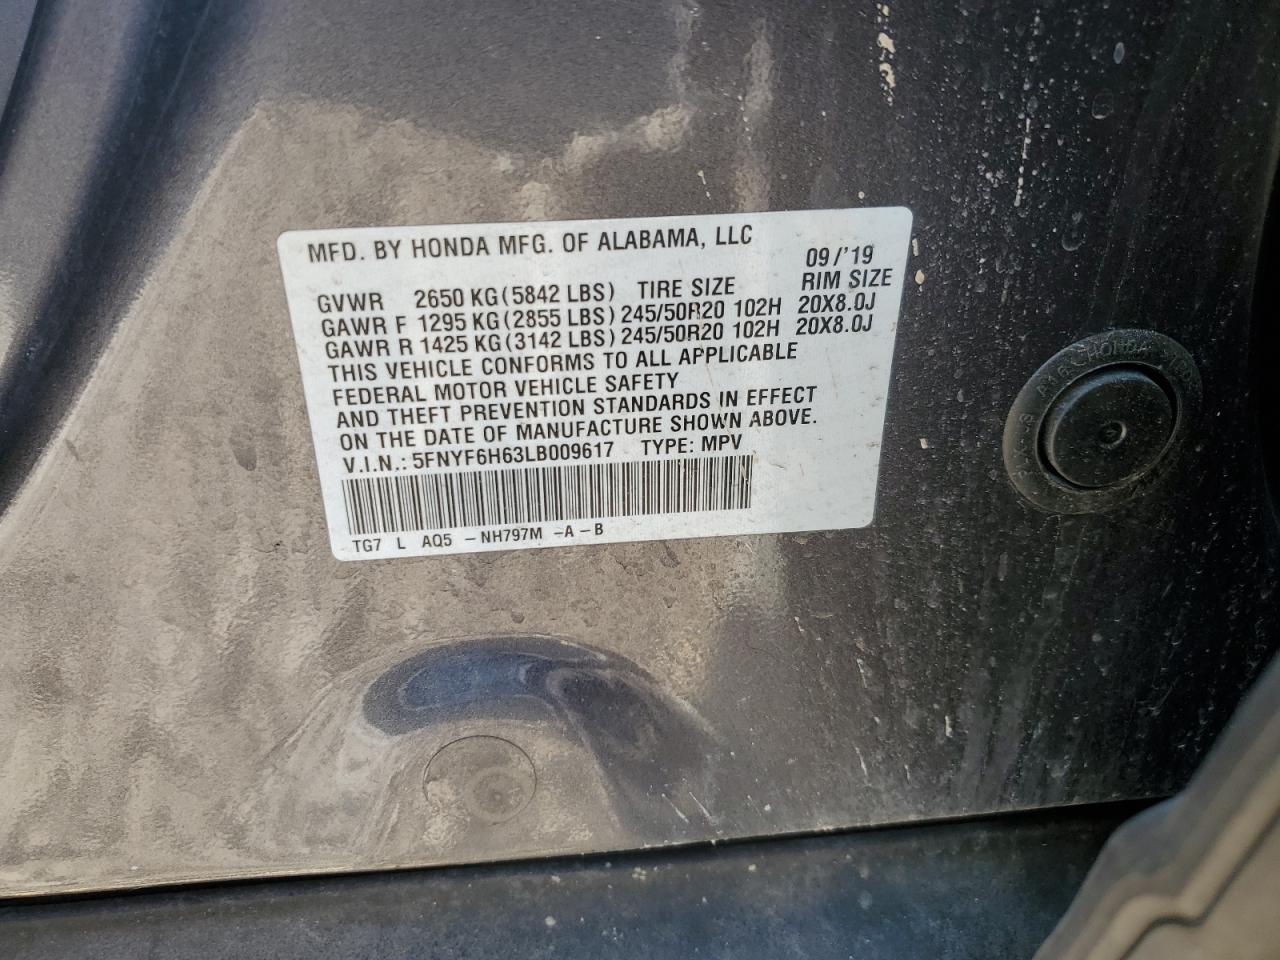 MFD. BY HONDA MFG. OF ALABAMA, LLC
09/'19
GVWR 2650 KG(5842 LBS) TIRE SIZE RIM SIZE
GAWR F 1295 KG(2855 LBS) 245/50R20 102H 20X8.0J
GAWR R 1425 KG(3142 LBS) 245/50R20 102H 20X8.0J
THIS VEHICLE CONFORMS TO ALL APPLICABLE
FEDERAL MOTOR VEHICLE SAFETY
AND THEFT PREVENTION STANDARDS IN EFFECT
ON THE DATE OF MANUFACTURE SHOWN ABOVE.
V.I.N.: 5FNYF6H63LB009617 TYPE: MPV
TG7 L AQ5 -NH797M -A-B
HONDA